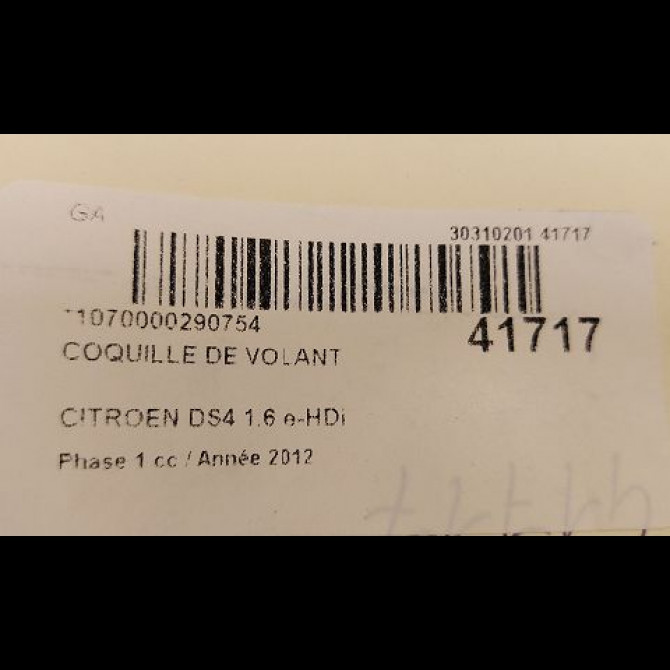 GA
30310201 41717
11070000290754
41717
COQUILLE DE VOLANT
CITROEN DS4 1.6 e-HDi
Phase 1 cc / Année 2012